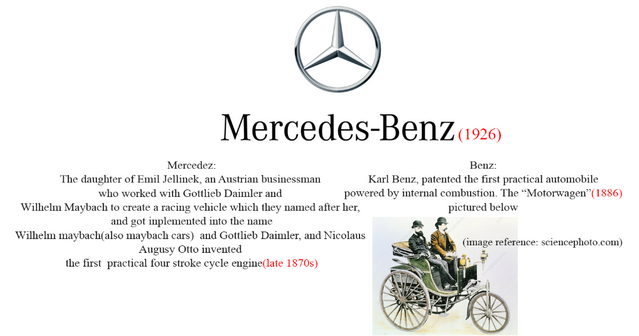 Mercedes-Benz (1926)
Mercedez:
The daughter of Emil Jellinek, an Austrian businessman
who worked with Gottlieb Daimler and
Wilhelm Maybach to create a racing vehicle which they named after her,
and got inplemented into the name
Wilhelm maybach(also maybach cars) and Gottlieb Daimler, and Nicolaus
Augusy Otto invented
the first practical four stroke cycle engine(late 1870s)
Benz:
Karl Benz, patented the first practical automobile
powered by internal combustion. The “Motorwagen”(1886)
pictured below
(image reference: sciencephoto.com)